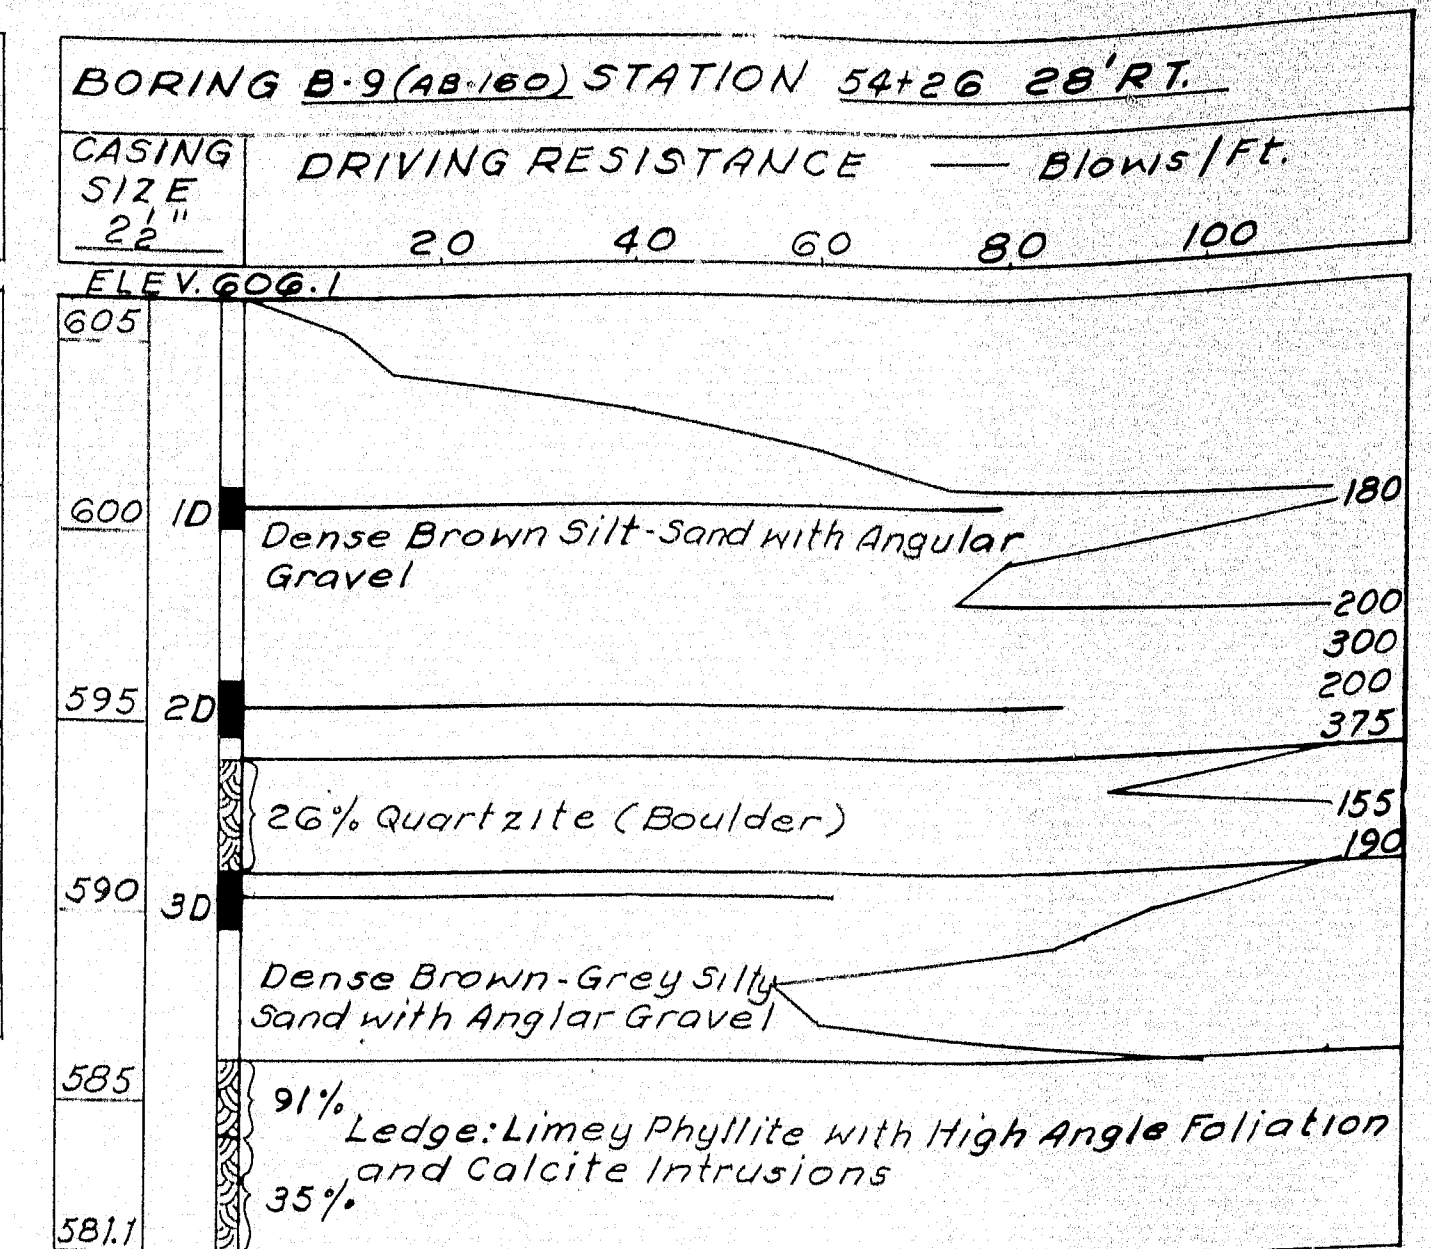 BORING B-9 (AB-160) STATION 54+26 28' RT.
CASING SIZE 2½"
DRIVING RESISTANCE — Blows/Ft.
20 40 60 80 100
ELEV. 606.1
605
180
600 1D
Dense Brown Silt-Sand with Angular
Gravel
200
300
200
595 2D
375
26% Quartzite (Boulder)
155
190
590 3D
Dense Brown-Grey Silty
Sand with Anglar Gravel
585
91%
Ledge: Limey Phyllite with High Angle Foliation
and Calcite Intrusions
35%
581.1